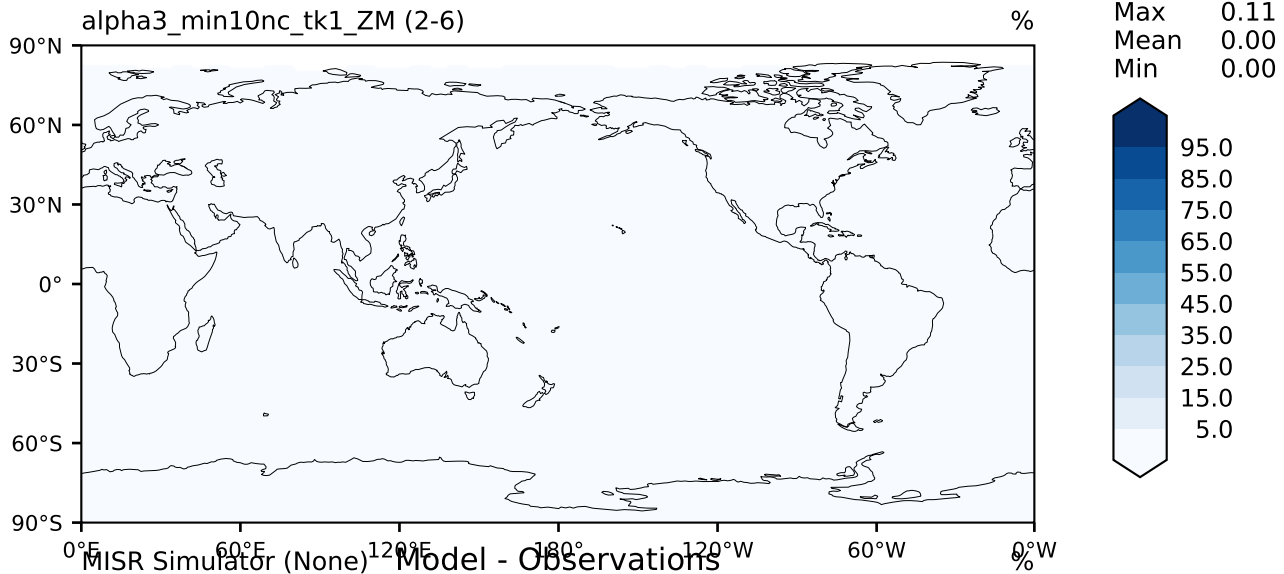 alpha3_min10nc_tk1_ZM (2-6) %
Max 0.11
Mean 0.00
Min 0.00
90°N
60°N
30°N
0°
30°S
60°S
90°S
95.0
85.0
75.0
65.0
55.0
45.0
35.0
25.0
15.0
5.0
0°E 60°E 120°E 180° 120°W 60°W 0°W
MISR Simulator (None) Model - Observations %